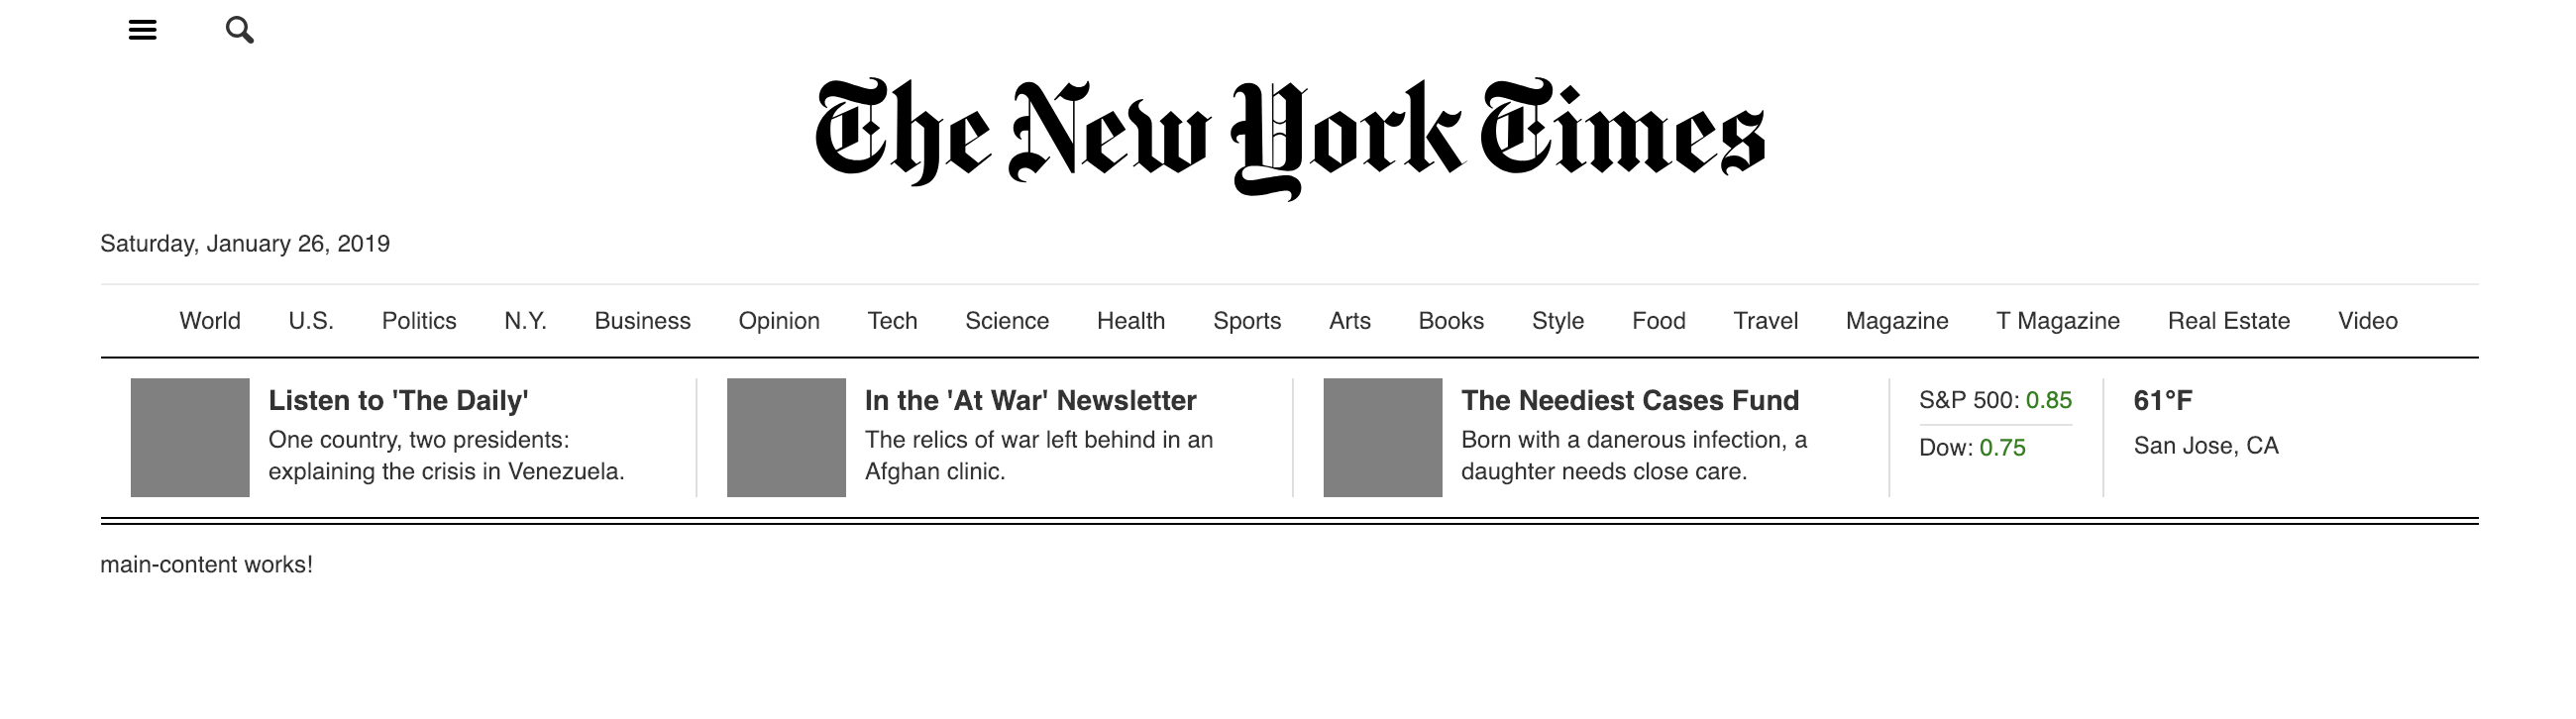 The New York Times
Saturday, January 26, 2019
World U.S. Politics N.Y. Business Opinion Tech Science Health Sports Arts Books Style Food Travel Magazine T Magazine Real Estate Video
Listen to 'The Daily'
One country, two presidents:
explaining the crisis in Venezuela.
In the 'At War' Newsletter
The relics of war left behind in an
Afghan clinic.
The Neediest Cases Fund
Born with a danerous infection, a
daughter needs close care.
S&P 500: 0.85
Dow: 0.75
61°F
San Jose, CA
main-content works!